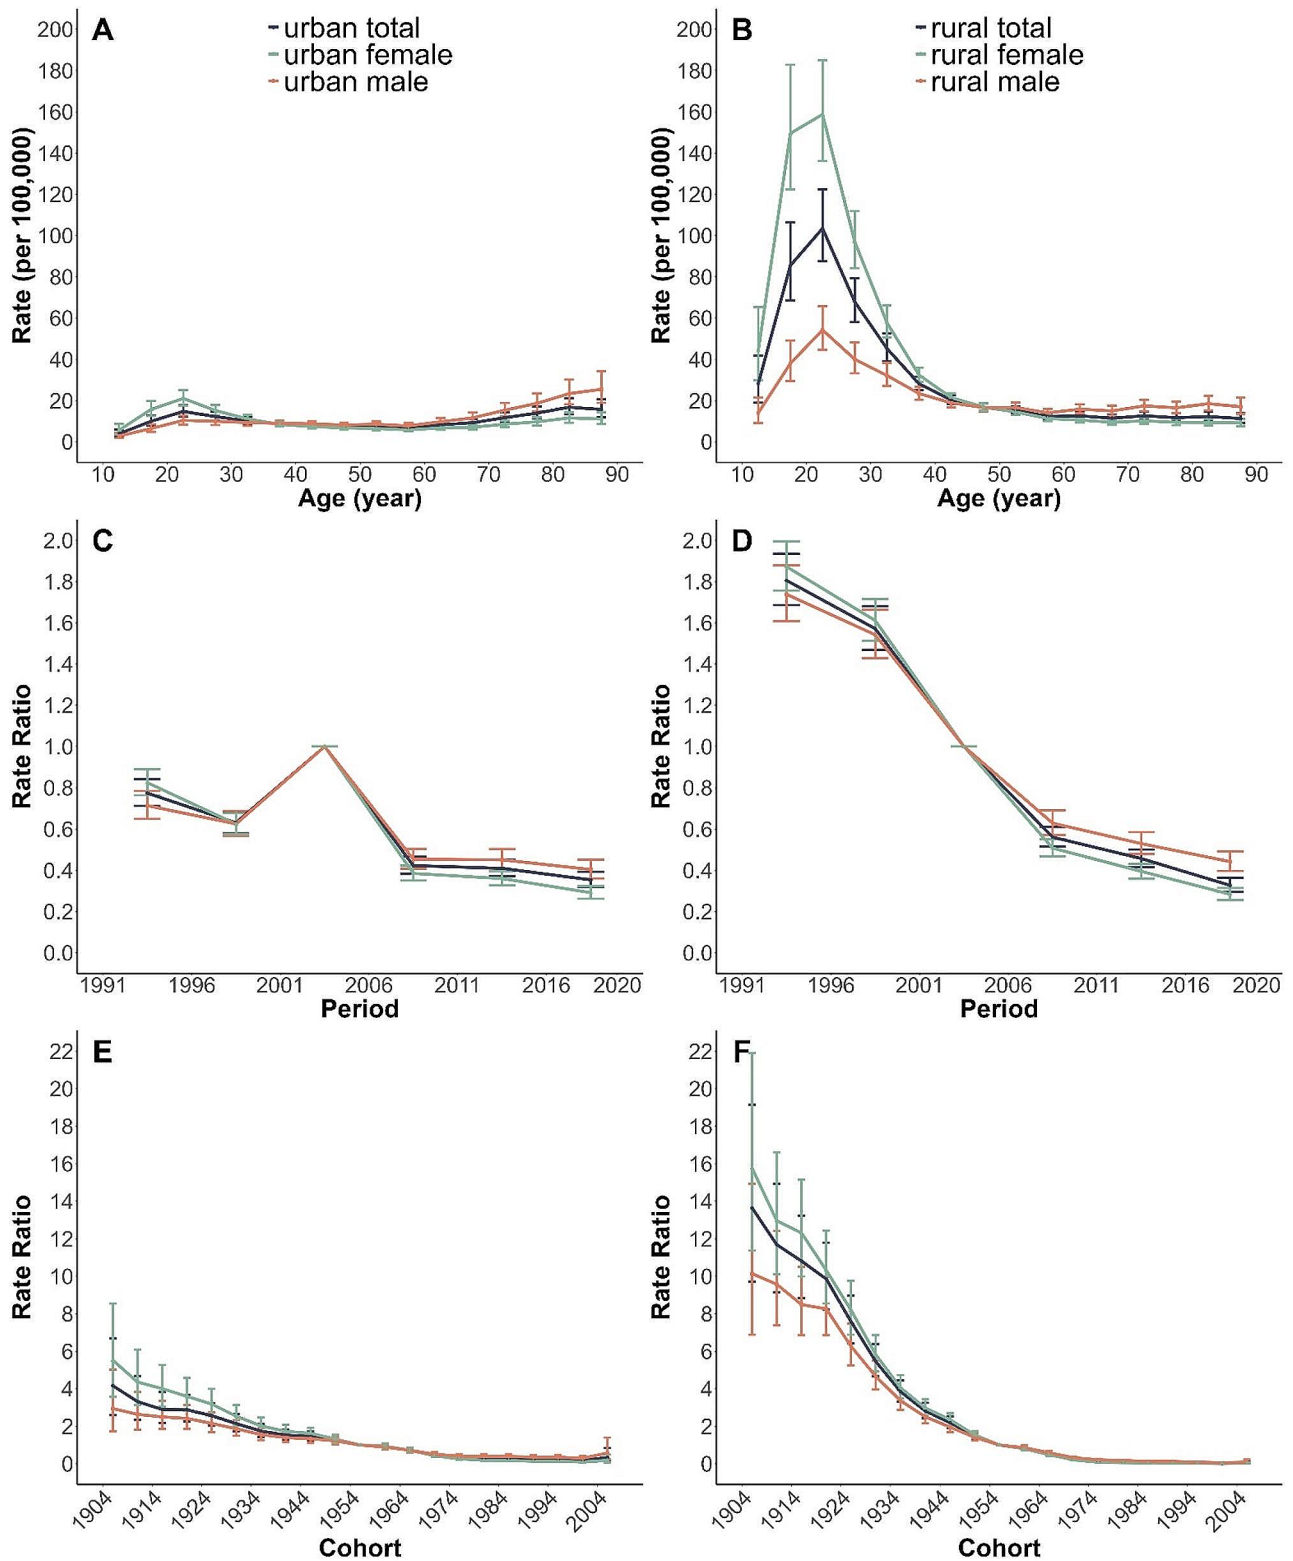 A
urban total
urban female
urban male
Rate (per 100,000)
200
180
160
140
120
100
80
60
40
20
0
10 20 30 40 50 60 70 80 90
Age (year)
B
rural total
rural female
rural male
Rate (per 100,000)
200
180
160
140
120
100
80
60
40
20
0
10 20 30 40 50 60 70 80 90
Age (year)
C
Rate Ratio
2.0
1.8
1.6
1.4
1.2
1.0
0.8
0.6
0.4
0.2
0.0
1991 1996 2001 2006 2011 2016 2020
Period
D
Rate Ratio
2.0
1.8
1.6
1.4
1.2
1.0
0.8
0.6
0.4
0.2
0.0
1991 1996 2001 2006 2011 2016 2020
Period
E
Rate Ratio
22
20
18
16
14
12
10
8
6
4
2
0
1904 1914 1924 1934 1944 1954 1964 1974 1984 1994 2004
Cohort
F
Rate Ratio
22
20
18
16
14
12
10
8
6
4
2
0
1904 1914 1924 1934 1944 1954 1964 1974 1984 1994 2004
Cohort